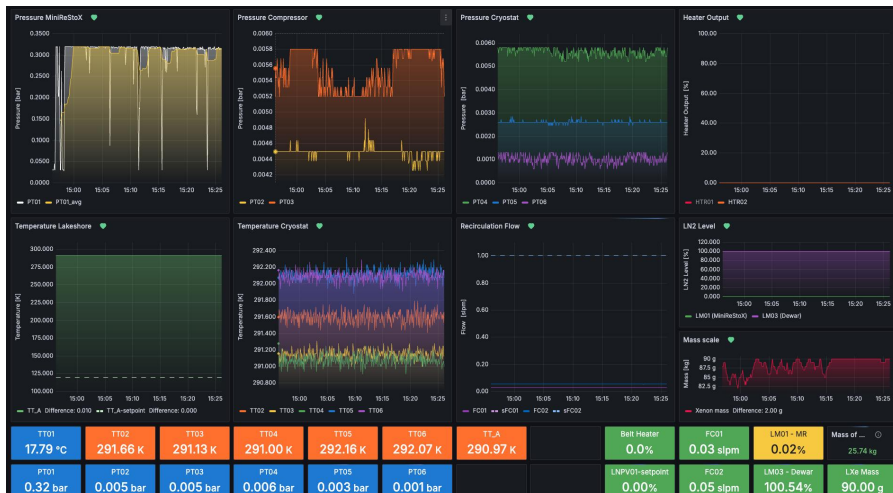 Pressure MiniReStoX
Pressure [bar]
0.3500
0.3000
0.2500
0.2000
0.1500
0.1000
0.0500
0.0000
15:00 15:05 15:10 15:15 15:20 15:25
PT01 PT01_avg
Pressure Compressor
Pressure [bar]
0.0060
0.0058
0.0056
0.0054
0.0052
0.0050
0.0048
0.0046
0.0044
0.0042
15:00 15:05 15:10 15:15 15:20 15:25
PT02 PT03
Pressure Cryostat
Pressure [bar]
0.0060
0.0050
0.0040
0.0030
0.0020
0.0010
0.0000
15:00 15:05 15:10 15:15 15:20 15:25
PT04 PT05 PT06
Heater Output
Heater Output [%]
100.00
80.00
60.00
40.00
20.00
0.00
15:00 15:05 15:10 15:15 15:20 15:25
HTR01 HTR02
Temperature Lakeshore
Temperature [K]
300.000
275.000
250.000
225.000
200.000
175.000
150.000
125.000
100.000
15:00 15:05 15:10 15:15 15:20 15:25
TT_A Difference: 0.010 TT_A-setpoint Difference: 0.000
Temperature Cryostat
Temperature [K]
292.400
292.200
292.000
291.800
291.600
291.400
291.200
291.000
290.800
15:00 15:05 15:10 15:15 15:20 15:25
TT02 TT03 TT04 TT05 TT06
Recirculation Flow
Flow [slpm]
1.00
0.80
0.60
0.40
0.20
0.00
15:00 15:05 15:10 15:15 15:20 15:25
FC01 sFC01 FC02 sFC02
LN2 Level
LN2 Level [%]
120.000
100.000
80.000
60.000
40.000
20.000
0.000
15:00 15:05 15:10 15:15 15:20 15:25
LM01 (MiniReStoX) LM03 (Dewar)
Mass scale
Mass [kg]
90 g
87.5 g
85 g
82.5 g
15:00 15:05 15:10 15:15 15:20 15:25
Xenon mass Difference: 2.00 g
TT01 TT02 TT03 TT04 TT05 TT06 TT_A Belt Heater FC01 LM01 - MR Mass of ...
17.79 °C 291.66 K 291.13 K 291.00 K 292.16 K 292.07 K 290.97 K 0.0% 0.03 slpm 0.02% 25.74 kg
PT01 PT02 PT03 PT04 PT05 PT06 LNPV01-setpoint FC02 LM03 - Dewar LXe Mass
0.32 bar 0.005 bar 0.005 bar 0.006 bar 0.003 bar 0.001 bar 0.00% 0.05 slpm 100.54% 90.00 g